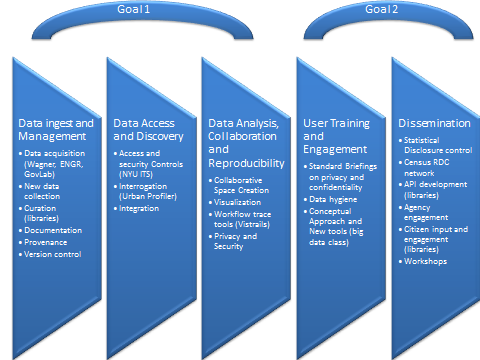 Goal 1
Goal 2
Data ingest and
Management
• Data acquisition
(Wagner, ENGR,
GovLab)
• New data
collection
• Curation
(libraries)
• Documentation
• Provenance
• Version control
Data Access
and Discovery
• Access and
security Controls
(NYU ITS)
• Interrogation
(Urban Profiler)
• Integration
Data Analysis,
Collaboration
and
Reproducibility
• Collaborative
Space Creation
• Visualization
• Workflow trace
tools (Vistrails)
• Privacy and
Security
User Training
and
Engagement
• Standard Briefings
on privacy and
confidentiality
• Data hygiene
• Conceptual
Approach and
New tools (big
data class)
Dissemination
• Statistical
Disclosure control
• Census RDC
network
• API development
(libraries)
• Agency
engagement
• Citizen input and
engagement
(libraries)
• Workshops